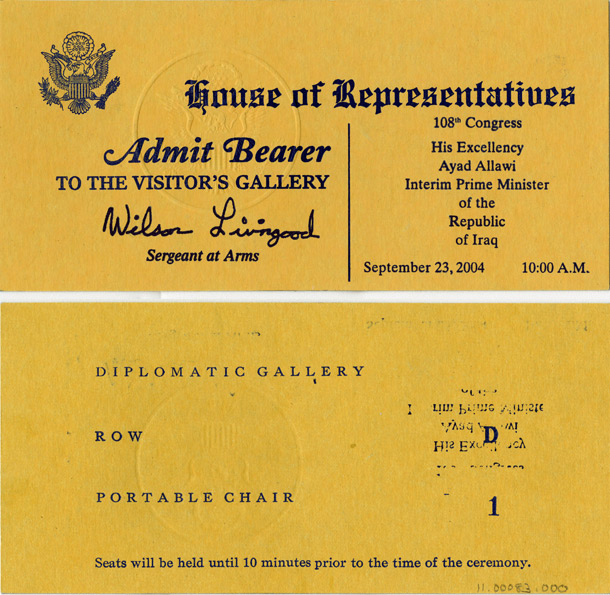 House of Representatives
108th Congress
Admit Bearer
TO THE VISITOR'S GALLERY
Wilson Livingood
Sergeant at Arms
His Excellency
Ayad Allawi
Interim Prime Minister
of the
Republic
of Iraq
September 23, 2004 10:00 A.M.
DIPLOMATIC GALLERY
ROW D
PORTABLE CHAIR 1
Seats will be held until 10 minutes prior to the time of the ceremony.
11.00083.000